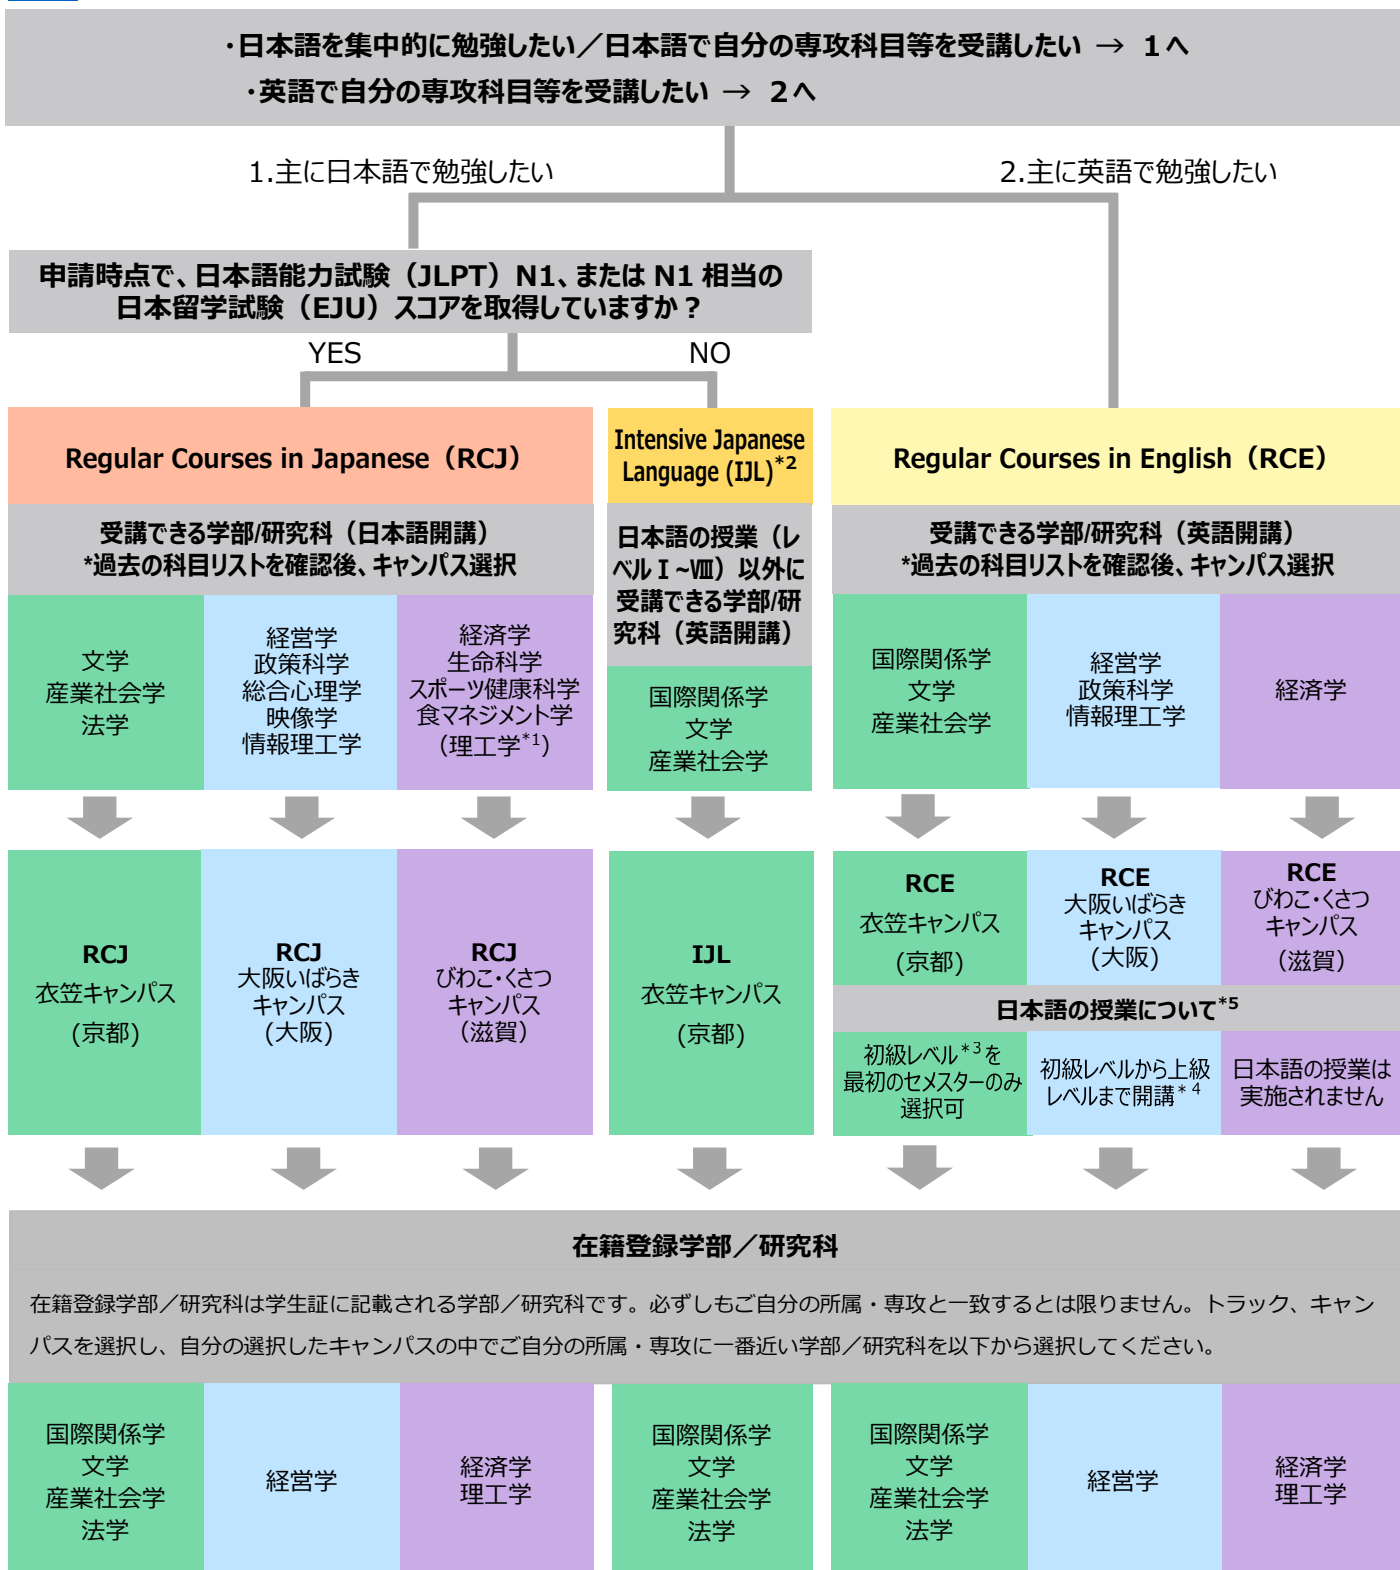 ・日本語を集中的に勉強したい／日本語で自分の専攻科目等を受講したい → 1へ
・英語で自分の専攻科目等を受講したい → 2へ
1.主に日本語で勉強したい
2.主に英語で勉強したい
申請時点で、日本語能力試験（JLPT）N1、または N1 相当の
日本留学試験（EJU）スコアを取得していますか？
YES
NO
Regular Courses in Japanese（RCJ）
受講できる学部/研究科（日本語開講）
*過去の科目リストを確認後、キャンパス選択
文学
産業社会学
法学
経営学
政策科学
総合心理学
映像学
情報理工学
経済学
生命科学
スポーツ健康科学
食マネジメント学
(理工学*1)
Intensive Japanese
Language (IJL)*2
日本語の授業（レ
ベルⅠ~Ⅷ）以外に
受講できる学部/研
究科（英語開講）
国際関係学
文学
産業社会学
Regular Courses in English（RCE）
受講できる学部/研究科（英語開講）
*過去の科目リストを確認後、キャンパス選択
国際関係学
文学
産業社会学
経営学
政策科学
情報理工学
経済学
RCJ
衣笠キャンパス
(京都)
RCJ
大阪いばらき
キャンパス
(大阪)
RCJ
びわこ・くさつ
キャンパス
（滋賀）
IJL
衣笠キャンパス
(京都)
RCE
衣笠キャンパス
(京都)
RCE
大阪いばらき
キャンパス
(大阪)
RCE
びわこ・くさつ
キャンパス
（滋賀）
日本語の授業について*5
初級レベル*3を
最初のセメスターのみ
選択可
初級レベルから上級
レベルまで開講*4
日本語の授業は
実施されません
在籍登録学部／研究科
在籍登録学部／研究科は学生証に記載される学部／研究科です。必ずしもご自分の所属・専攻と一致するとは限りません。トラック、キャン
パスを選択し、自分の選択したキャンパスの中でご自分の所属・専攻に一番近い学部／研究科を以下から選択してください。
国際関係学
文学
産業社会学
法学
経営学
経済学
理工学
国際関係学
文学
産業社会学
法学
国際関係学
文学
産業社会学
法学
経営学
経済学
理工学